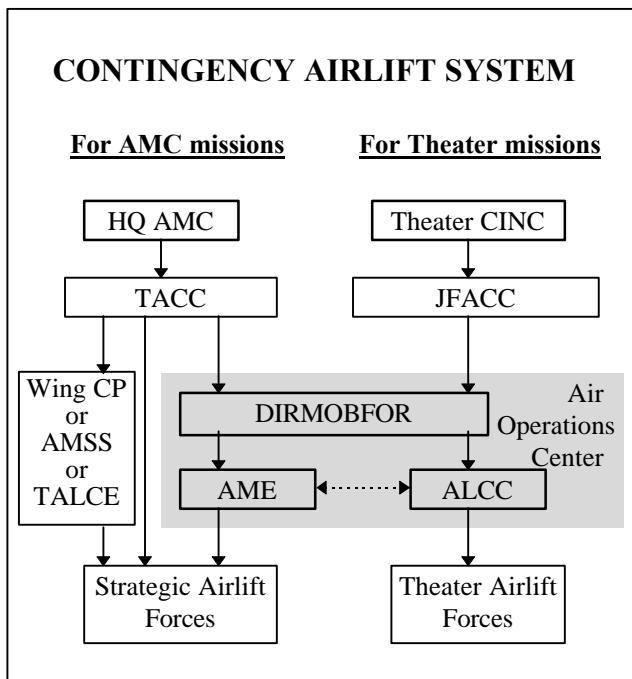 CONTINGENCY AIRLIFT SYSTEM
For AMC missions
For Theater missions
HQ AMC
Theater CINC
TACC
JFACC
Wing CP
or
AMSS
or
TALCE
DIRMOBFOR
Air
Operations
Center
AME
ALCC
Strategic Airlift
Forces
Theater Airlift
Forces